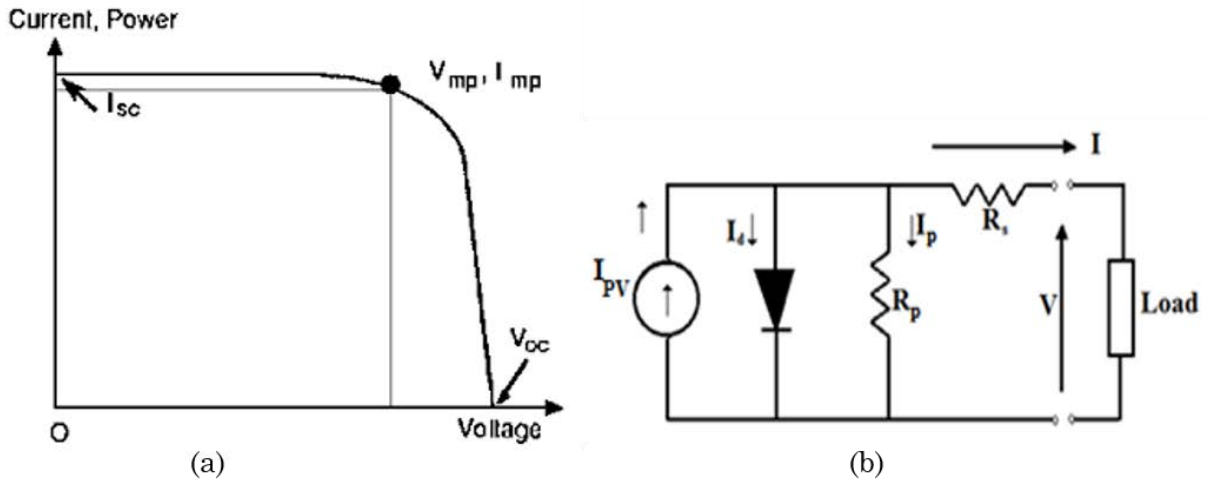 Current, Power
Vmp, Imp
Isc
Voc
O
Voltage
(a)
I
Id
Ip
Rs
IPV
Rp
V
Load
(b)